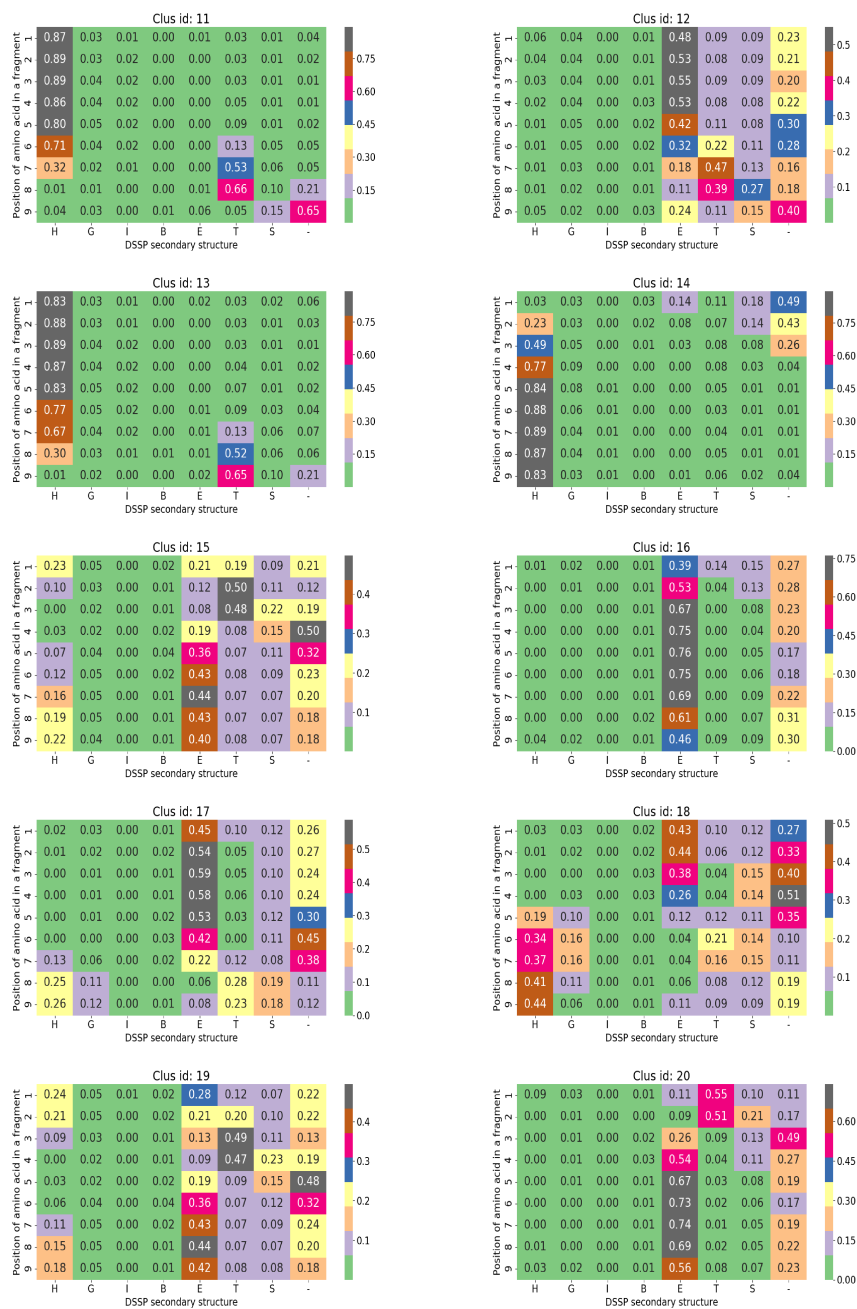 Clus id: 11
Position of amino acid in a fragment
1 0.87 0.03 0.01 0.00 0.01 0.03 0.01 0.04
2 0.89 0.04 0.02 0.00 0.00 0.03 0.00 0.02
3 0.89 0.04 0.02 0.00 0.00 0.03 0.01 0.01
4 0.86 0.04 0.02 0.00 0.01 0.05 0.01 0.02
5 0.80 0.05 0.02 0.00 0.01 0.09 0.01 0.02
6 0.71 0.04 0.02 0.00 0.01 0.13 0.03 0.05
7 0.32 0.02 0.01 0.00 0.01 0.53 0.06 0.05
8 0.01 0.01 0.00 0.00 0.01 0.66 0.10 0.21
9 0.04 0.03 0.00 0.01 0.06 0.05 0.15 0.65
H G I B E T S -
DSSP secondary structure
0.75
0.60
0.45
0.30
0.15
Clus id: 12
Position of amino acid in a fragment
1 0.06 0.04 0.00 0.01 0.48 0.09 0.09 0.23
2 0.04 0.04 0.00 0.02 0.53 0.08 0.09 0.21
3 0.03 0.04 0.00 0.02 0.55 0.08 0.09 0.20
4 0.02 0.04 0.00 0.03 0.53 0.08 0.08 0.22
5 0.01 0.05 0.00 0.03 0.42 0.11 0.08 0.30
6 0.01 0.05 0.00 0.02 0.32 0.22 0.11 0.28
7 0.01 0.03 0.00 0.01 0.18 0.47 0.13 0.16
8 0.01 0.02 0.00 0.02 0.11 0.39 0.27 0.18
9 0.05 0.02 0.00 0.03 0.24 0.11 0.15 0.40
H G I B E T S -
DSSP secondary structure
0.5
0.4
0.3
0.2
0.1
Clus id: 13
Position of amino acid in a fragment
1 0.83 0.03 0.01 0.00 0.02 0.03 0.02 0.06
2 0.88 0.04 0.01 0.00 0.01 0.03 0.01 0.03
3 0.89 0.04 0.02 0.00 0.01 0.03 0.01 0.01
4 0.87 0.04 0.02 0.00 0.01 0.04 0.01 0.02
5 0.83 0.04 0.02 0.00 0.01 0.07 0.01 0.02
6 0.77 0.05 0.02 0.00 0.01 0.09 0.03 0.04
7 0.67 0.04 0.02 0.00 0.01 0.13 0.06 0.07
8 0.30 0.03 0.01 0.01 0.02 0.52 0.06 0.06
9 0.01 0.02 0.00 0.00 0.02 0.65 0.10 0.21
H G I B E T S -
DSSP secondary structure
0.75
0.60
0.45
0.30
0.15
Clus id: 14
Position of amino acid in a fragment
1 0.03 0.03 0.00 0.03 0.14 0.11 0.18 0.49
2 0.23 0.03 0.00 0.02 0.08 0.07 0.14 0.43
3 0.49 0.05 0.00 0.01 0.03 0.08 0.08 0.26
4 0.77 0.09 0.00 0.00 0.01 0.08 0.03 0.04
5 0.84 0.08 0.01 0.00 0.00 0.05 0.01 0.01
6 0.88 0.06 0.01 0.00 0.00 0.03 0.01 0.01
7 0.89 0.04 0.01 0.00 0.00 0.04 0.01 0.01
8 0.87 0.04 0.01 0.00 0.00 0.05 0.01 0.01
9 0.83 0.03 0.01 0.00 0.01 0.06 0.02 0.04
H G I B E T S -
DSSP secondary structure
0.75
0.60
0.45
0.30
0.15
Clus id: 15
Position of amino acid in a fragment
1 0.23 0.05 0.00 0.02 0.21 0.19 0.09 0.21
2 0.10 0.03 0.00 0.02 0.12 0.50 0.11 0.12
3 0.00 0.02 0.00 0.01 0.08 0.48 0.22 0.19
4 0.03 0.02 0.00 0.02 0.19 0.08 0.15 0.50
5 0.07 0.04 0.00 0.04 0.36 0.07 0.11 0.32
6 0.12 0.05 0.00 0.02 0.43 0.08 0.09 0.23
7 0.16 0.05 0.00 0.01 0.44 0.07 0.07 0.20
8 0.19 0.05 0.00 0.01 0.43 0.07 0.07 0.18
9 0.22 0.04 0.00 0.01 0.40 0.08 0.07 0.18
H G I B E T S -
DSSP secondary structure
0.4
0.3
0.2
0.1
Clus id: 16
Position of amino acid in a fragment
1 0.01 0.02 0.00 0.01 0.39 0.14 0.15 0.27
2 0.00 0.01 0.00 0.02 0.53 0.04 0.13 0.28
3 0.00 0.01 0.00 0.02 0.67 0.00 0.08 0.23
4 0.00 0.00 0.00 0.01 0.75 0.00 0.04 0.20
5 0.00 0.00 0.00 0.01 0.76 0.00 0.05 0.17
6 0.00 0.00 0.00 0.01 0.75 0.00 0.06 0.18
7 0.00 0.00 0.00 0.01 0.69 0.00 0.09 0.22
8 0.00 0.00 0.00 0.02 0.61 0.00 0.07 0.31
9 0.04 0.02 0.00 0.01 0.46 0.09 0.09 0.30
H G I B E T S -
DSSP secondary structure
0.75
0.60
0.45
0.30
0.15
0.00
Clus id: 17
Position of amino acid in a fragment
1 0.02 0.03 0.00 0.01 0.45 0.10 0.12 0.26
2 0.01 0.02 0.00 0.02 0.54 0.05 0.10 0.27
3 0.00 0.01 0.00 0.02 0.59 0.05 0.10 0.24
4 0.00 0.01 0.00 0.01 0.58 0.06 0.10 0.24
5 0.00 0.01 0.00 0.02 0.53 0.03 0.12 0.30
6 0.00 0.00 0.00 0.03 0.42 0.00 0.11 0.45
7 0.13 0.06 0.00 0.02 0.22 0.12 0.08 0.38
8 0.25 0.11 0.00 0.00 0.06 0.28 0.19 0.11
9 0.26 0.12 0.00 0.01 0.08 0.23 0.18 0.12
H G I B E T S -
DSSP secondary structure
0.5
0.4
0.3
0.2
0.1
0.0
Clus id: 18
Position of amino acid in a fragment
1 0.03 0.03 0.00 0.02 0.43 0.10 0.12 0.27
2 0.01 0.02 0.00 0.02 0.44 0.06 0.12 0.33
3 0.00 0.01 0.00 0.02 0.38 0.04 0.15 0.40
4 0.00 0.00 0.00 0.03 0.26 0.04 0.14 0.51
5 0.19 0.10 0.00 0.01 0.12 0.12 0.11 0.35
6 0.34 0.16 0.00 0.00 0.04 0.21 0.14 0.10
7 0.37 0.16 0.00 0.01 0.04 0.16 0.15 0.11
8 0.41 0.11 0.00 0.01 0.06 0.08 0.12 0.19
9 0.44 0.06 0.00 0.01 0.11 0.09 0.09 0.19
H G I B E T S -
DSSP secondary structure
0.5
0.4
0.3
0.2
0.1
Clus id: 19
Position of amino acid in a fragment
1 0.24 0.05 0.01 0.02 0.28 0.12 0.07 0.22
2 0.21 0.05 0.00 0.02 0.21 0.20 0.10 0.22
3 0.09 0.03 0.00 0.02 0.13 0.49 0.11 0.13
4 0.00 0.02 0.00 0.01 0.09 0.47 0.23 0.19
5 0.03 0.02 0.00 0.02 0.19 0.09 0.15 0.48
6 0.06 0.04 0.00 0.04 0.36 0.07 0.12 0.32
7 0.11 0.05 0.00 0.02 0.43 0.07 0.09 0.24
8 0.15 0.05 0.00 0.01 0.44 0.07 0.07 0.20
9 0.18 0.05 0.00 0.01 0.42 0.08 0.08 0.18
H G I B E T S -
DSSP secondary structure
0.4
0.3
0.2
0.1
Clus id: 20
Position of amino acid in a fragment
1 0.09 0.03 0.00 0.01 0.11 0.55 0.10 0.11
2 0.00 0.02 0.00 0.00 0.09 0.51 0.21 0.17
3 0.00 0.01 0.00 0.02 0.26 0.09 0.13 0.49
4 0.00 0.01 0.00 0.03 0.54 0.04 0.11 0.27
5 0.00 0.01 0.00 0.02 0.67 0.03 0.08 0.19
6 0.00 0.01 0.00 0.01 0.73 0.02 0.06 0.17
7 0.00 0.01 0.00 0.01 0.74 0.01 0.05 0.19
8 0.01 0.00 0.00 0.01 0.69 0.02 0.05 0.22
9 0.03 0.02 0.00 0.01 0.56 0.08 0.07 0.23
H G I B E T S -
DSSP secondary structure
0.60
0.45
0.30
0.15
0.00